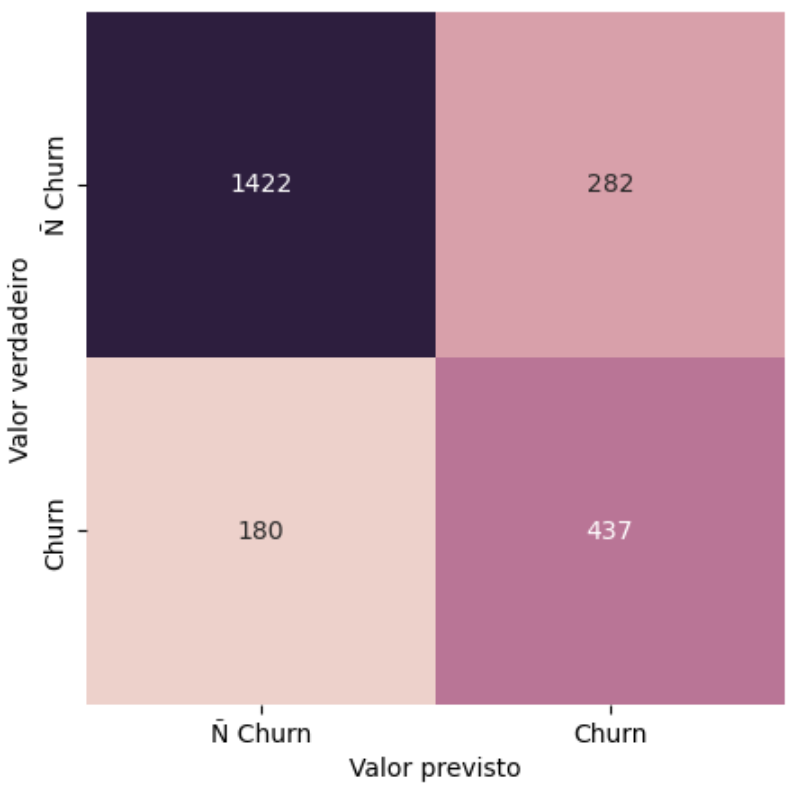 Valor verdadeiro
Ñ Churn
1422
282
Churn
180
437
Ñ Churn
Churn
Valor previsto